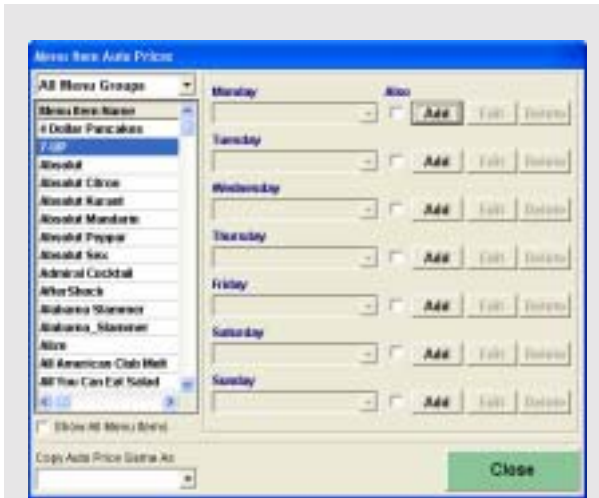 Menu Item Auto Prices
All Menu Groups
Menu Item Name
4 Dollar Pancakes
7-UP
Absolut
Absolut Citron
Absolut Kurant
Absolut Mandarin
Absolut Peppar
Absolut Sex
Admiral Cocktail
AfterShock
Alabama Slammer
Alabama_Slammer
Alize
All American Club Melt
All You Can Eat Salad
Show All Menu Items
Copy Auto Price Same As
Monday Also
Add Edit Delete
Tuesday
Add Edit Delete
Wednesday
Add Edit Delete
Thursday
Add Edit Delete
Friday
Add Edit Delete
Saturday
Add Edit Delete
Sunday
Add Edit Delete
Close